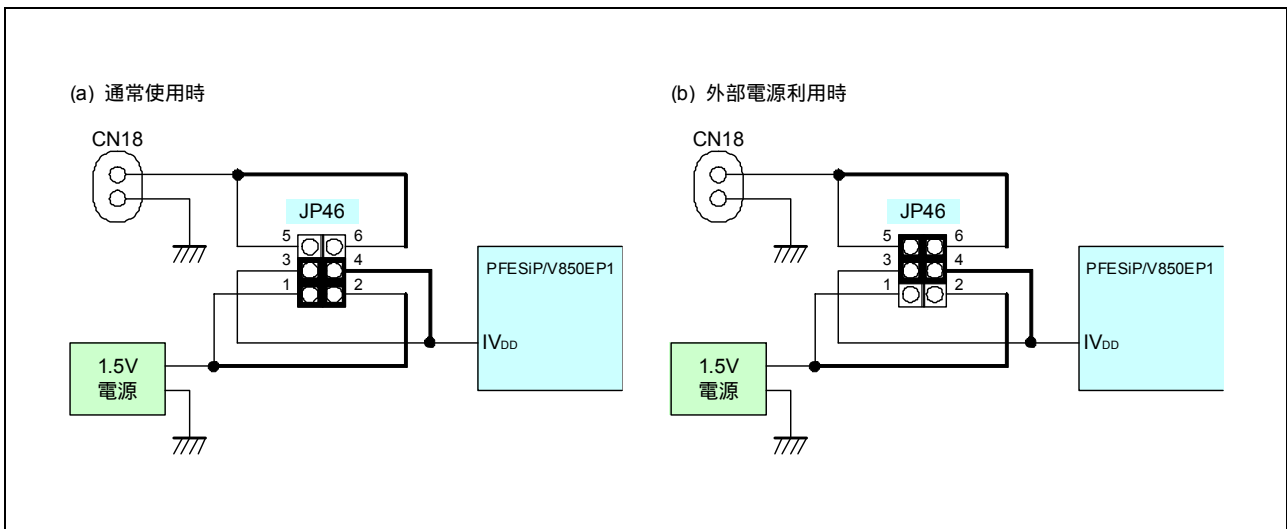 (a) 通常使用時
CN18
JP46
5 6
3 4
1 2
PFESiP/V850EP1
IVDD
1.5V
電源
(b) 外部電源利用時
CN18
JP46
5 6
3 4
1 2
PFESiP/V850EP1
IVDD
1.5V
電源